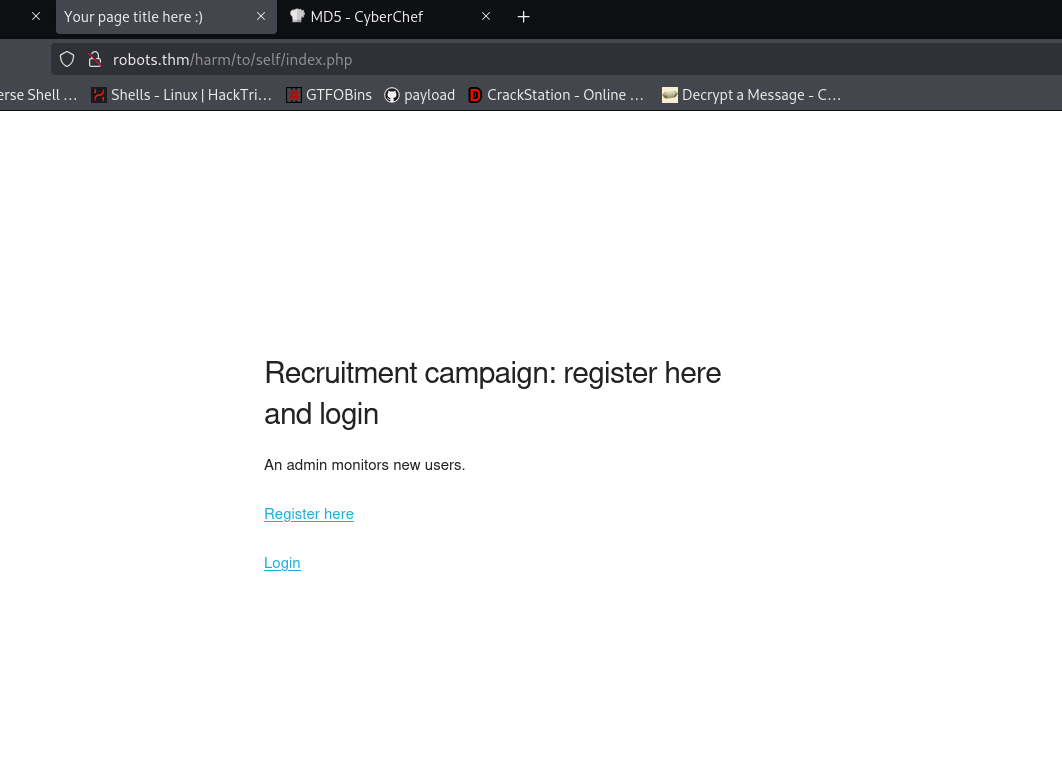 Your page title here :)
MD5 - CyberChef
robots.thm/harm/to/self/index.php
erse Shell ...
Shells - Linux | HackTri...
GTFOBins
payload
CrackStation - Online ...
Decrypt a Message - C...
Recruitment campaign: register here
and login
An admin monitors new users.
Register here
Login